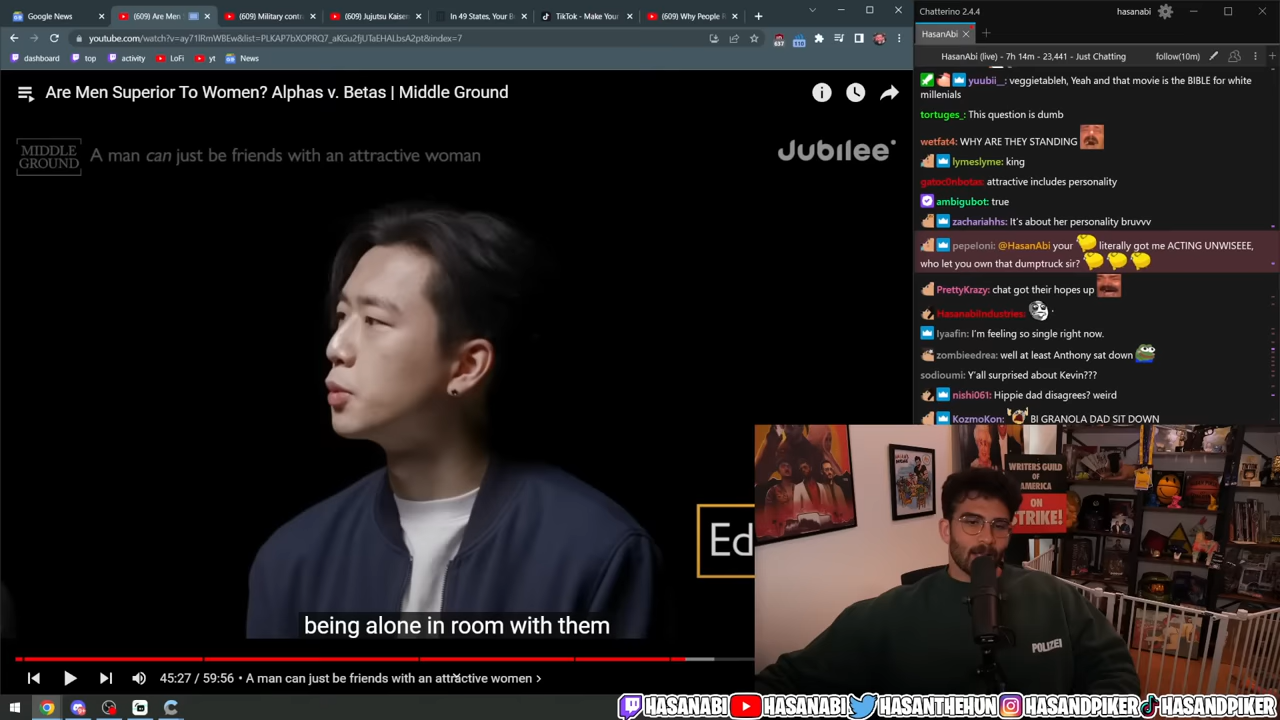 Google News
(609) Are Men
(609) Military contr
(609) Jujutsu Kaisen
In 49 States, Your B
TikTok - Make Your
(609) Why People R
youtube.com/watch?v=ay71lRmWBEw&list=PLKAP7bXOPRQ7_aKGu2fjUTaEHALbsA2pt&index=7
dashboard
top
activity
LoFi
yt
News
Are Men Superior To Women? Alphas v. Betas | Middle Ground
MIDDLE
GROUND
A man can just be friends with an attractive woman
Jubilee
Ed
being alone in room with them
45:27 / 59:56 • A man can just be friends with an attractive women
Chatterino 2.4.4
hasanabi
HasanAbi
HasanAbi (live) - 7h 14m - 23,441 - Just Chatting
follow(10m)
yuubii__: veggietableh, Yeah and that movie is the BIBLE for white
millenials
tortuges_: This question is dumb
wetfat4: WHY ARE THEY STANDING
lymeslyme: king
gatoc0nbotas: attractive includes personality
ambigubot: true
zachariahhs: It's about her personality bruvvv
pepeloni: @HasanAbi your literally got me ACTING UNWISEEE,
who let you own that dumptruck sir?
PrettyKrazy: chat got their hopes up
HasanabiIndustries:
lyaafin: I'm feeling so single right now.
zombieedrea: well at least Anthony sat down
sodioumi: Y'all surprised about Kevin???
nishi061: Hippie dad disagrees? weird
KozmoKon: BI GRANOLA DAD SIT DOWN
WRITERS GUILD
OF
AMERICA
ON
STRIKE!
POLIZEI
HASANABI
HASANABI
HASANTHEHUN
HASANDPIKER
HASANDPIKER